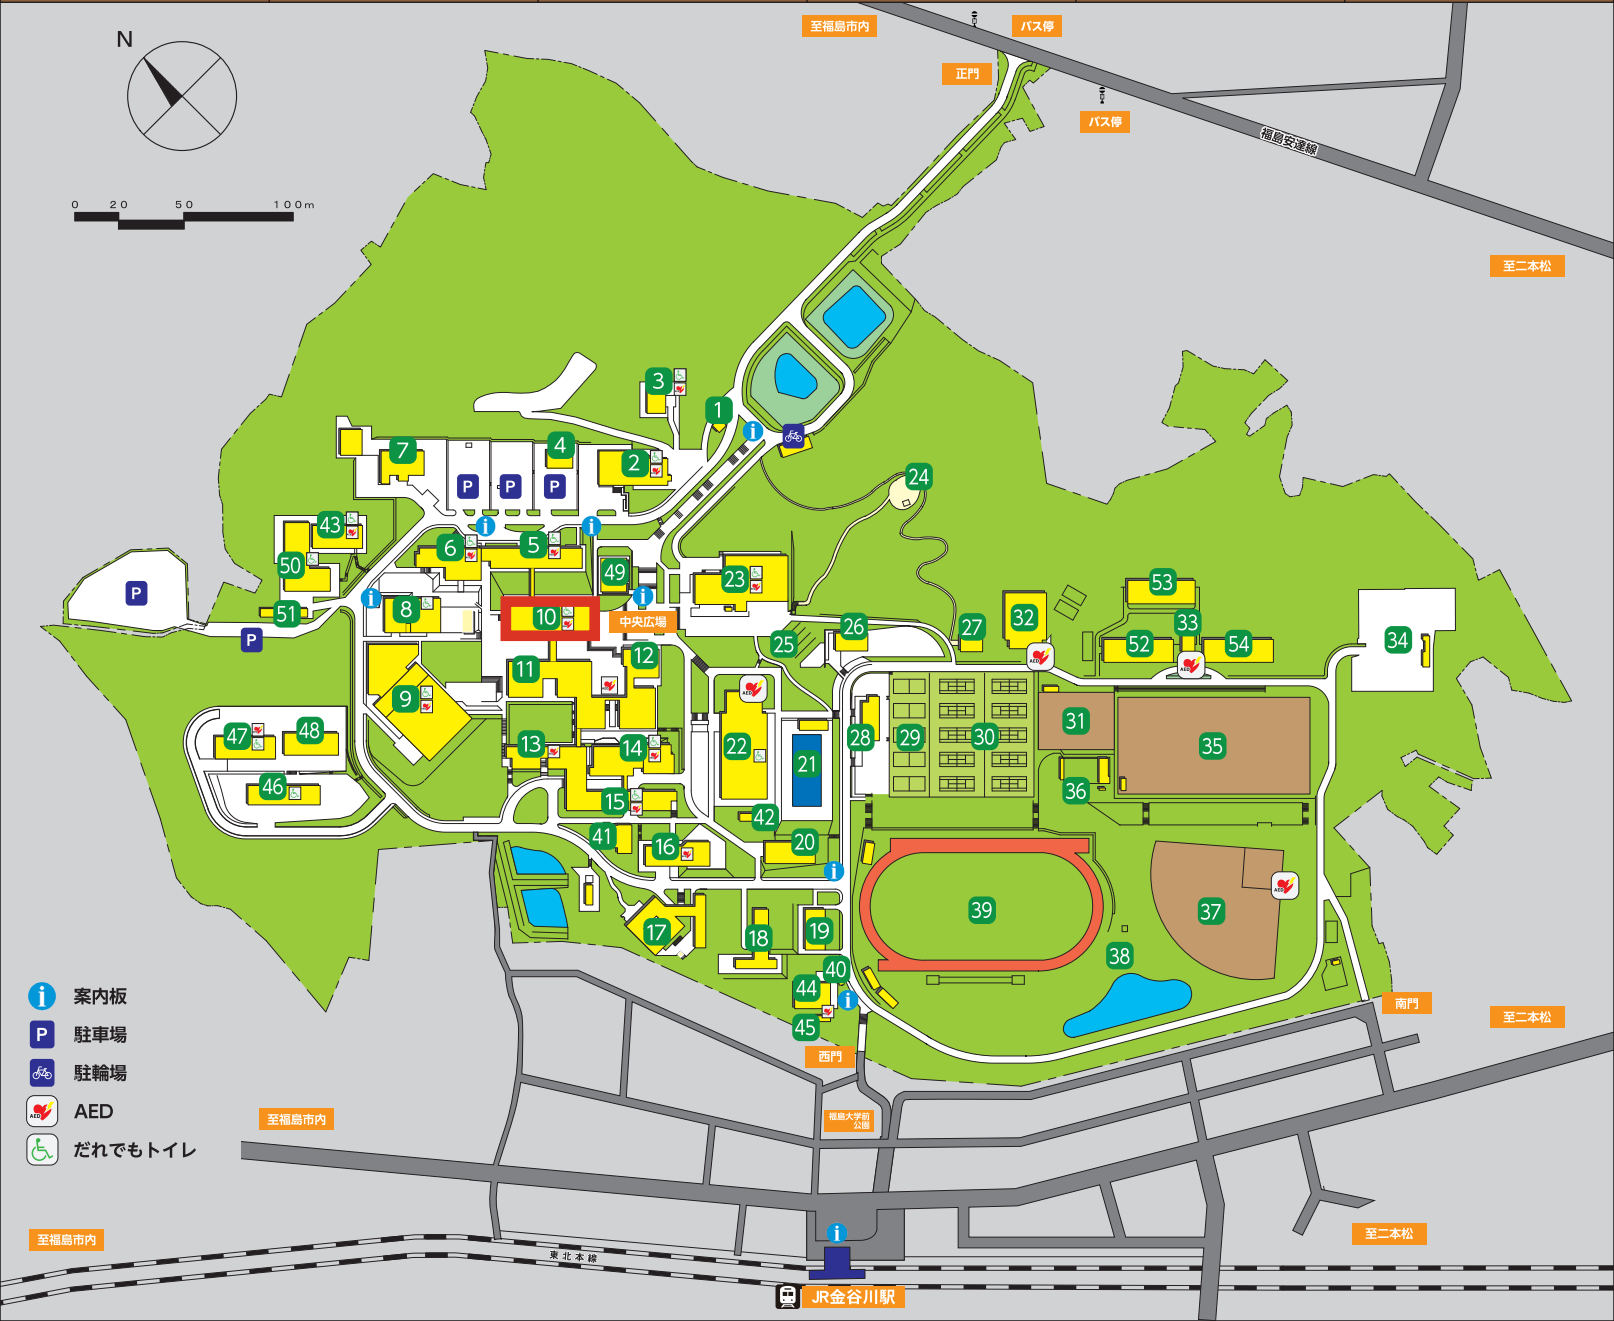 至福島市内
バス停
N
正門
バス停
福島安達線
0 20 50 100m
至二本松
3
1
7
4
2
P
P
P
24
43
6
5
50
49
23
53
P
51
8
10
中央広場
26
27
32
33
P
25
52
54
34
12
11
9
47
48
28
29
30
31
35
13
14
22
21
46
15
36
42
41
16
20
39
37
17
18
19
38
40
44
45
西門
南門
至二本松
i 案内板
P 駐車場
駐輪場
AED AED
だれでもトイレ
至福島市内
福島大学前
公園
至福島市内
至二本松
東北本線
JR金谷川駅